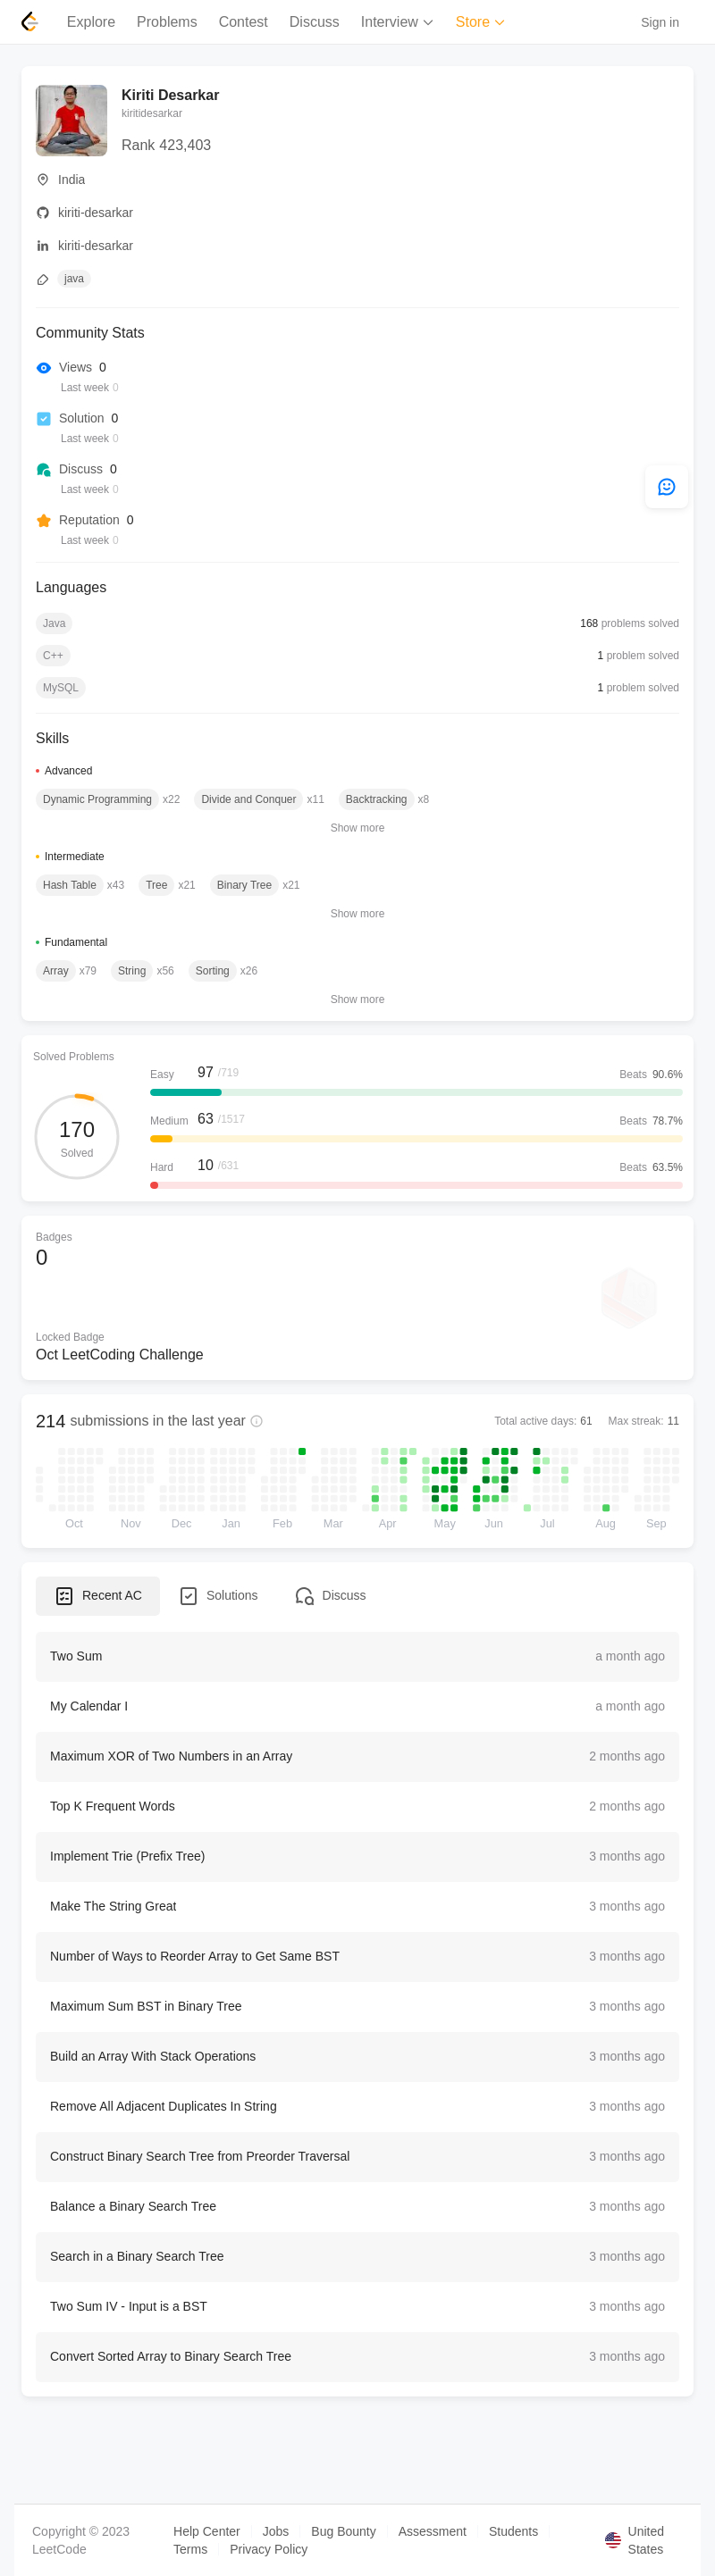 Explore Problems Contest Discuss Interview Store Sign in
Kiriti Desarkar
kiritidesarkar
Rank 423,403
India
kiriti-desarkar
kiriti-desarkar
java
Community Stats
Views 0
Last week 0
Solution 0
Last week 0
Discuss 0
Last week 0
Reputation 0
Last week 0
Languages
Java 168 problems solved
C++ 1 problem solved
MySQL 1 problem solved
Skills
Advanced
Dynamic Programming x22 Divide and Conquer x11 Backtracking x8
Show more
Intermediate
Hash Table x43 Tree x21 Binary Tree x21
Show more
Fundamental
Array x79 String x56 Sorting x26
Show more
Solved Problems
170
Solved
Easy 97 /719 Beats 90.6%
Medium 63 /1517 Beats 78.7%
Hard 10 /631 Beats 63.5%
Badges
0
Locked Badge
Oct LeetCoding Challenge
214 submissions in the last year Total active days: 61 Max streak: 11
Oct Nov Dec Jan Feb Mar Apr May Jun Jul Aug Sep
Recent AC Solutions Discuss
Two Sum a month ago
My Calendar I a month ago
Maximum XOR of Two Numbers in an Array 2 months ago
Top K Frequent Words 2 months ago
Implement Trie (Prefix Tree) 3 months ago
Make The String Great 3 months ago
Number of Ways to Reorder Array to Get Same BST 3 months ago
Maximum Sum BST in Binary Tree 3 months ago
Build an Array With Stack Operations 3 months ago
Remove All Adjacent Duplicates In String 3 months ago
Construct Binary Search Tree from Preorder Traversal 3 months ago
Balance a Binary Search Tree 3 months ago
Search in a Binary Search Tree 3 months ago
Two Sum IV - Input is a BST 3 months ago
Convert Sorted Array to Binary Search Tree 3 months ago
Copyright © 2023
LeetCode
Help Center Jobs Bug Bounty Assessment Students
Terms Privacy Policy
United
States